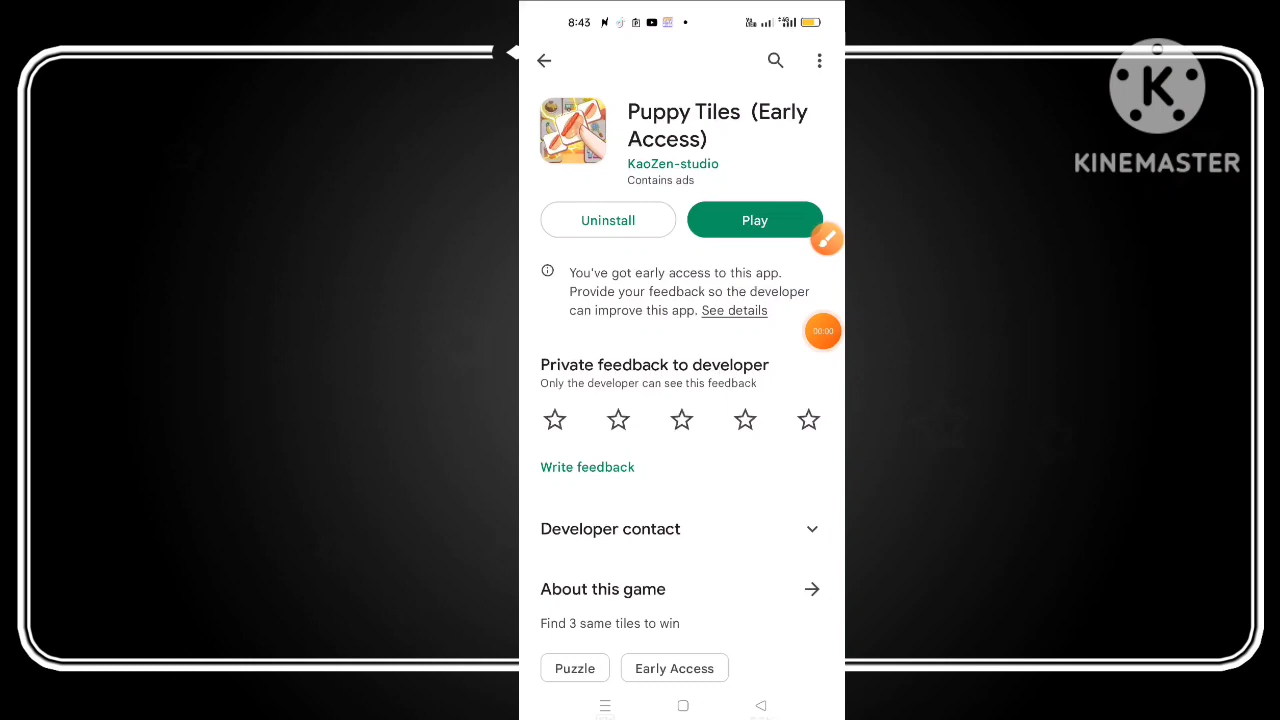 8:43
Puppy Tiles (Early
Access)
KaoZen-studio
Contains ads
Uninstall
Play
You've got early access to this app.
Provide your feedback so the developer
can improve this app. See details
00:00
Private feedback to developer
Only the developer can see this feedback
Write feedback
Developer contact
About this game
Find 3 same tiles to win
Puzzle
Early Access
K
KINEMASTER